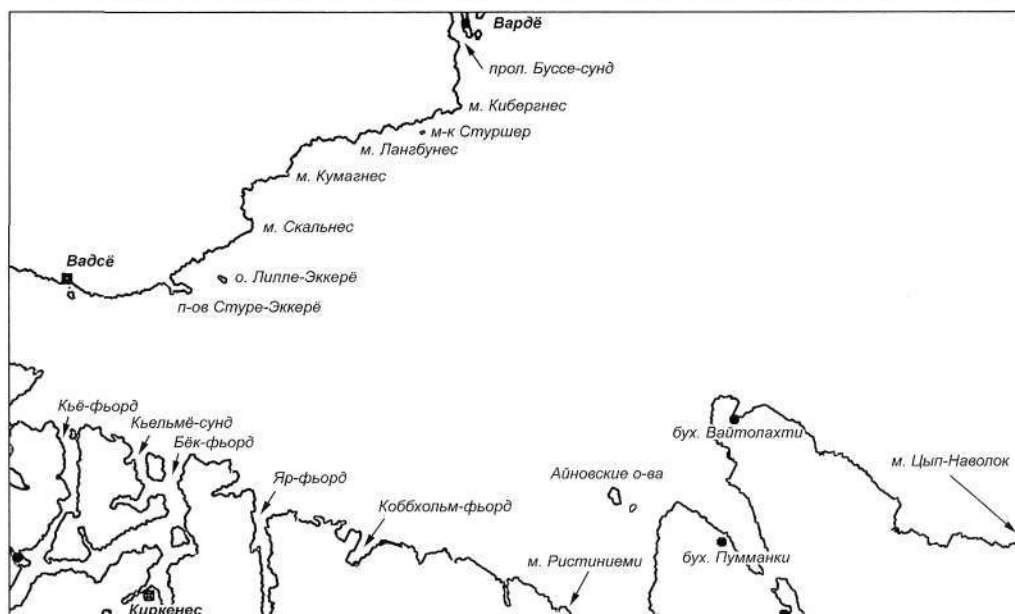 Вардё
прол. Буссе-сунд
м. Кибергнес
м-к Стуршер
м. Лангбунес
м. Кумагнес
м. Скальнес
Вадсё
о. Лилле-Эккерё
п-ов Стуре-Эккерё
Кьё-фьорд
Кьельмё-сунд
Бёк-фьорд
бух. Вайтолахти
м. Цып-Наволок
Яр-фьорд
Айновские о-ва
Коббхольм-фьорд
бух. Пумманки
м. Ристиниеми
Киркенес